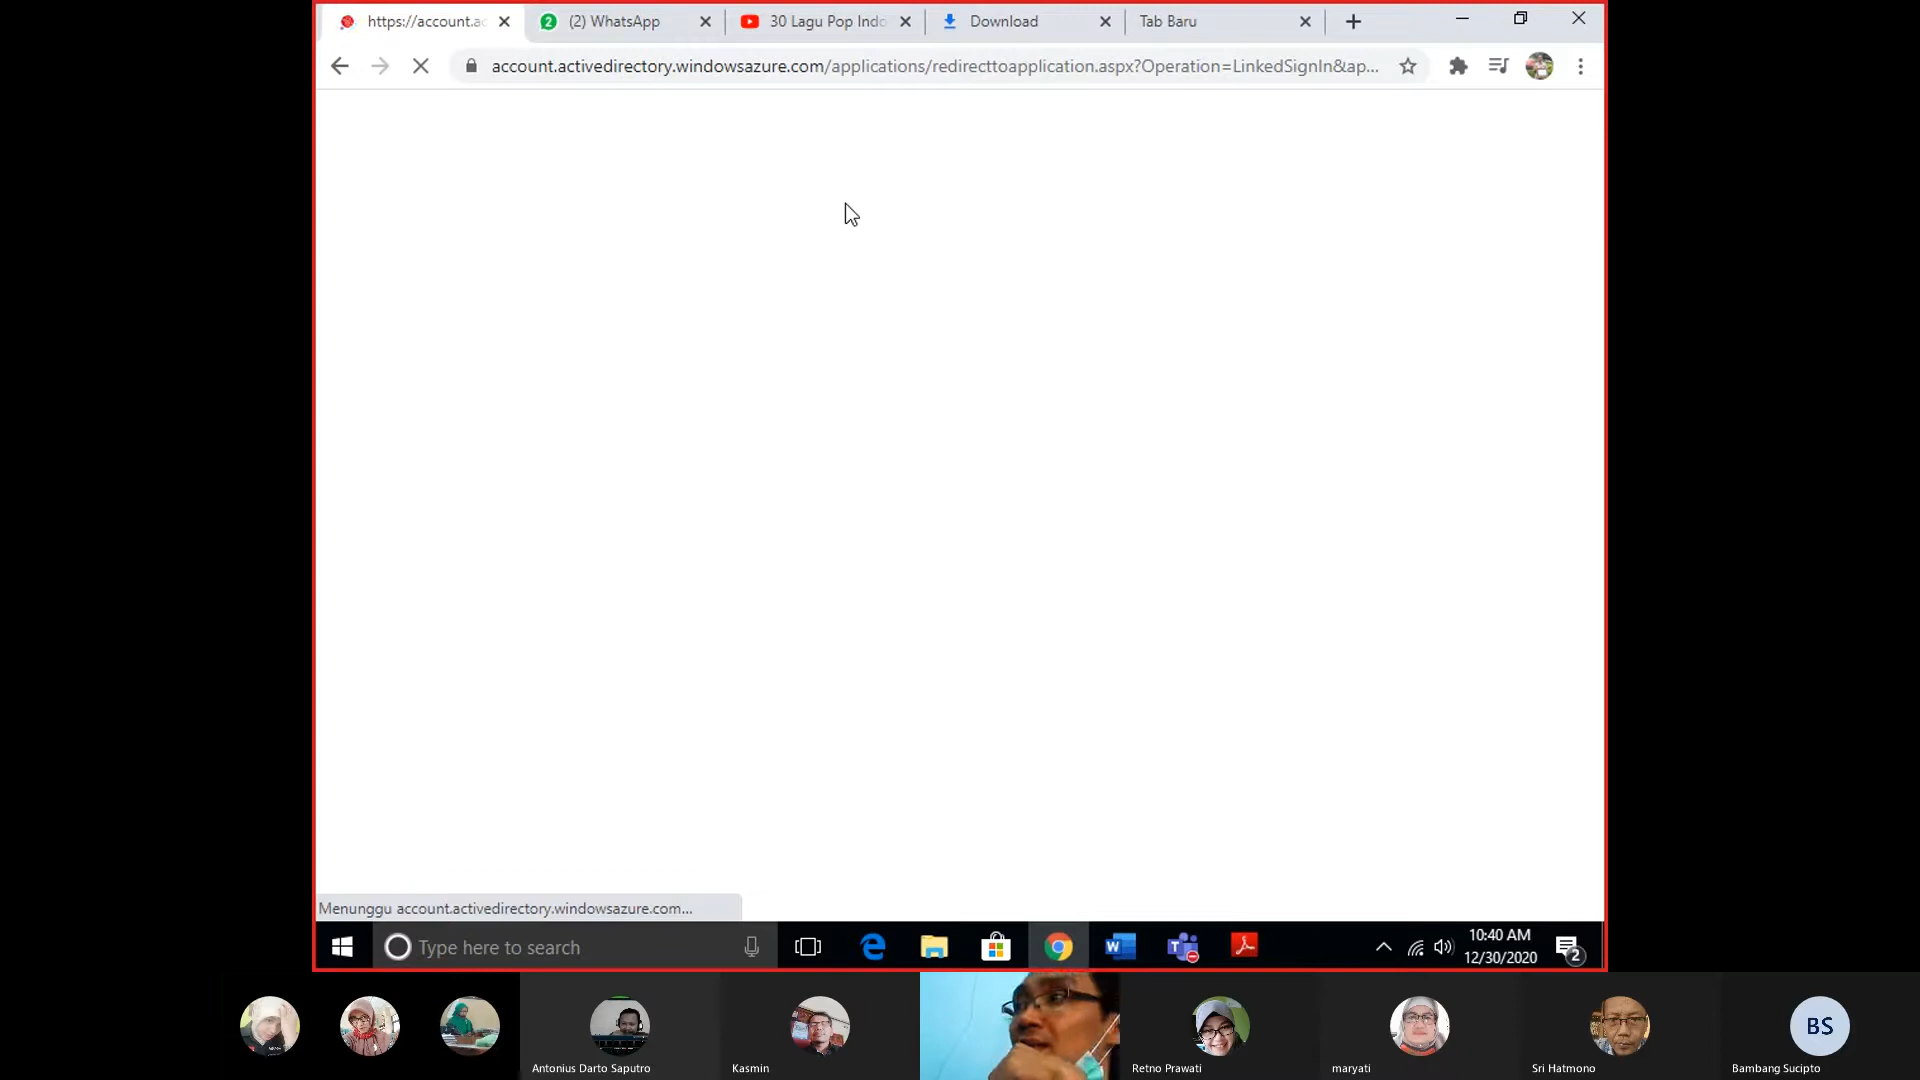 https://account.ac
2
(2) WhatsApp
30 Lagu Pop Indo
Download
Tab Baru
account.activedirectory.windowsazure.com/applications/redirecttoapplication.aspx?Operation=LinkedSignIn&ap...
Menunggu account.activedirectory.windowsazure.com...
Type here to search
10:40 AM
12/30/2020
2
BS
Antonius Darto Saputro
Kasmin
Retno Prawati
maryati
Sri Hatmono
Bambang Sucipto